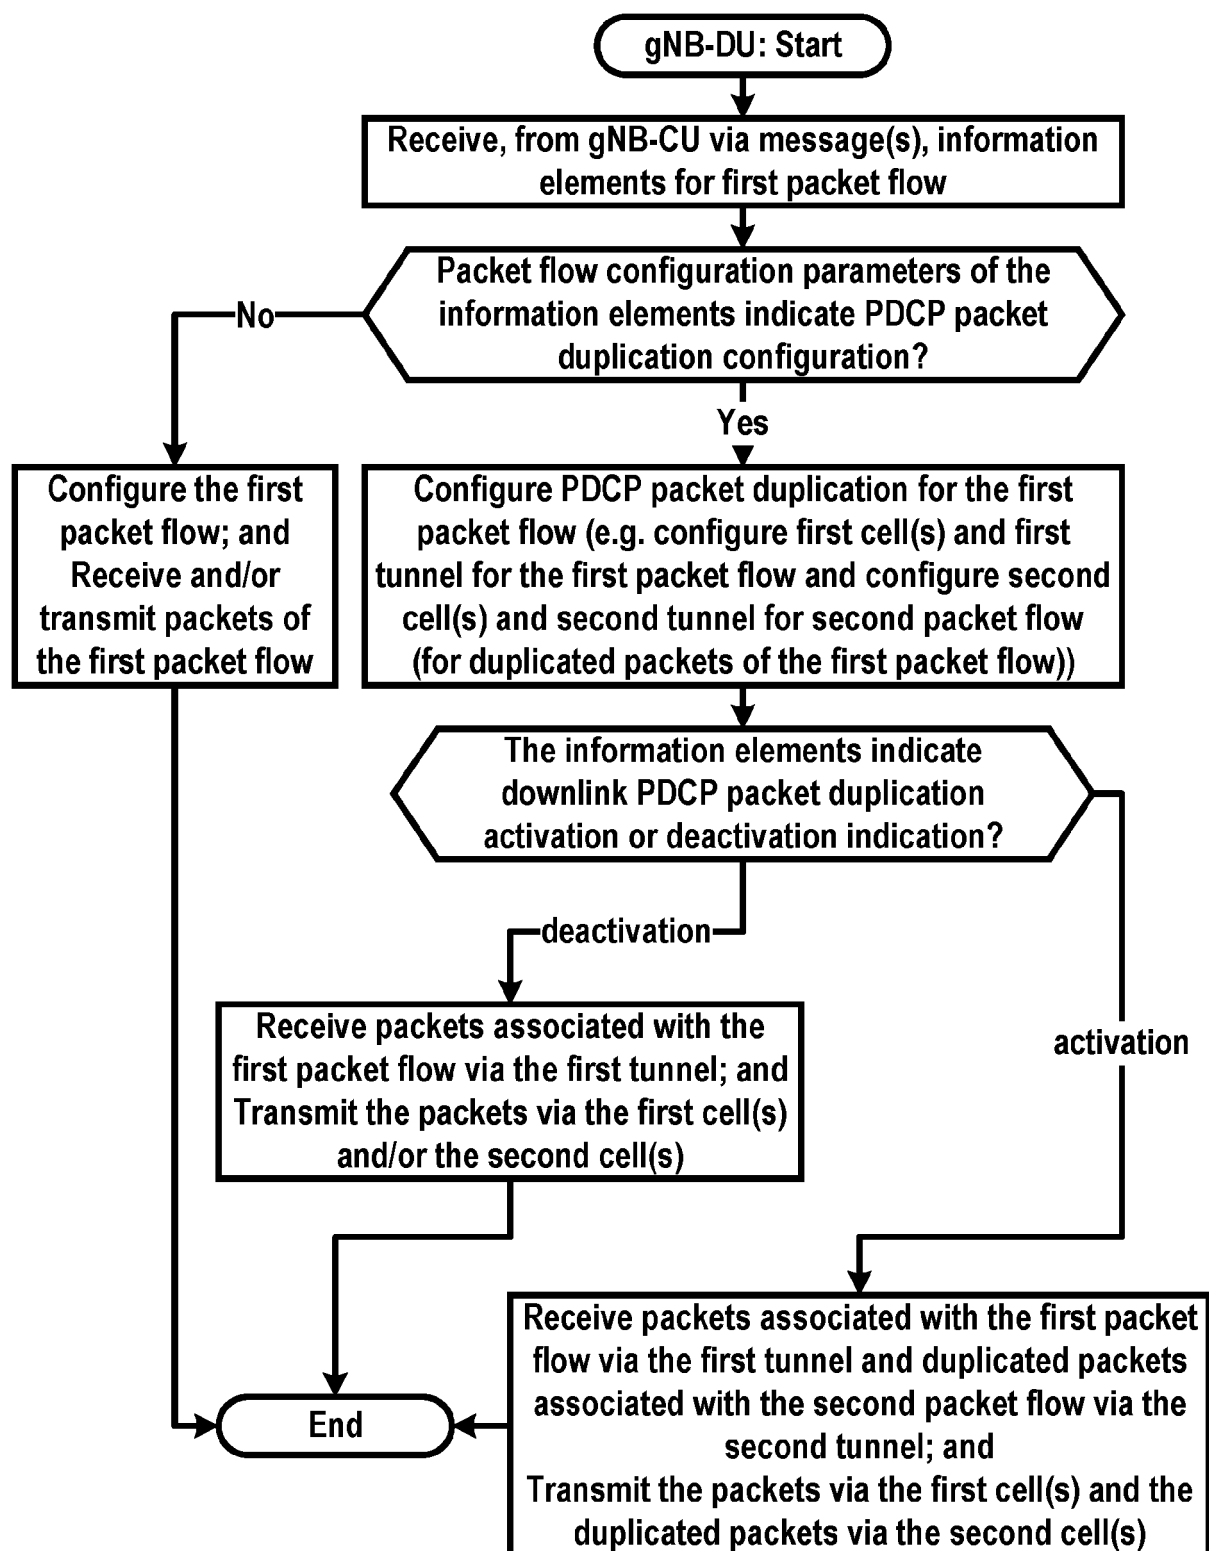 gNB-DU: Start
Receive, from gNB-CU via message(s), information
elements for first packet flow
Packet flow configuration parameters of the
information elements indicate PDCP packet
duplication configuration?
No
Yes
Configure the first
packet flow; and
Receive and/or
transmit packets of
the first packet flow
Configure PDCP packet duplication for the first
packet flow (e.g. configure first cell(s) and first
tunnel for the first packet flow and configure second
cell(s) and second tunnel for second packet flow
(for duplicated packets of the first packet flow))
The information elements indicate
downlink PDCP packet duplication
activation or deactivation indication?
deactivation
activation
Receive packets associated with the
first packet flow via the first tunnel; and
Transmit the packets via the first cell(s)
and/or the second cell(s)
Receive packets associated with the first packet
flow via the first tunnel and duplicated packets
associated with the second packet flow via the
second tunnel; and
Transmit the packets via the first cell(s) and the
duplicated packets via the second cell(s)
End